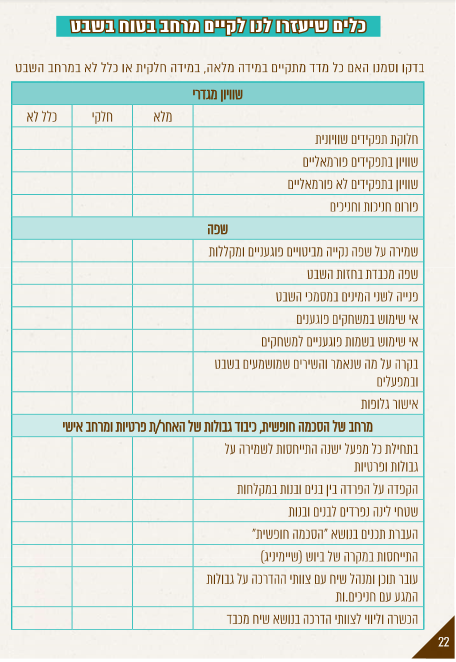 כלים שיעזרו לנו לקיים מרחב בטוח בשבט
בדקו וסמנו האם כל מדד מתקיים במידה מלאה, במידה חלקית או כלל לא במרחב השבט
שוויון מגדרי
מלא חלקי כלל לא
חלוקת תפקידים שוויונית
שוויון בתפקידים פורמאליים
שוויון בתפקידים לא פורמאליים
פורום חניכות וחניכים
שפה
שמירה על שפה נקייה מביטויים פוגעניים ומקללות
שפה מכבדת בחזות השבט
פנייה לשני המינים במסמכי השבט
אי שימוש במשחקים פוגענים
אי שימוש בשמות פוגעניים למשחקים
בקרה על מה שנאמר והשירים שמושמעים בשבט
ובמפעלים
אישור גלופות
מרחב של הסכמה חופשית, כיבוד גבולות של האחר/ת פרטיות ומרחב אישי
בתחילת כל מפעל ישנה התייחסות לשמירה על
גבולות ופרטיות
הקפדה על הפרדה בין בנים ובנות במקלחות
שטחי לינה נפרדים לבנים ובנות
העברת תכנים בנושא "הסכמה חופשית"
התייחסות במקרה של ביוש (שיימינג)
עובר תוכן ומנהל שיח עם צוותי ההדרכה על גבולות
המגע עם חניכים.ות
הכשרה וליווי לצוותי הדרכה בנושא שיח מכבד
22